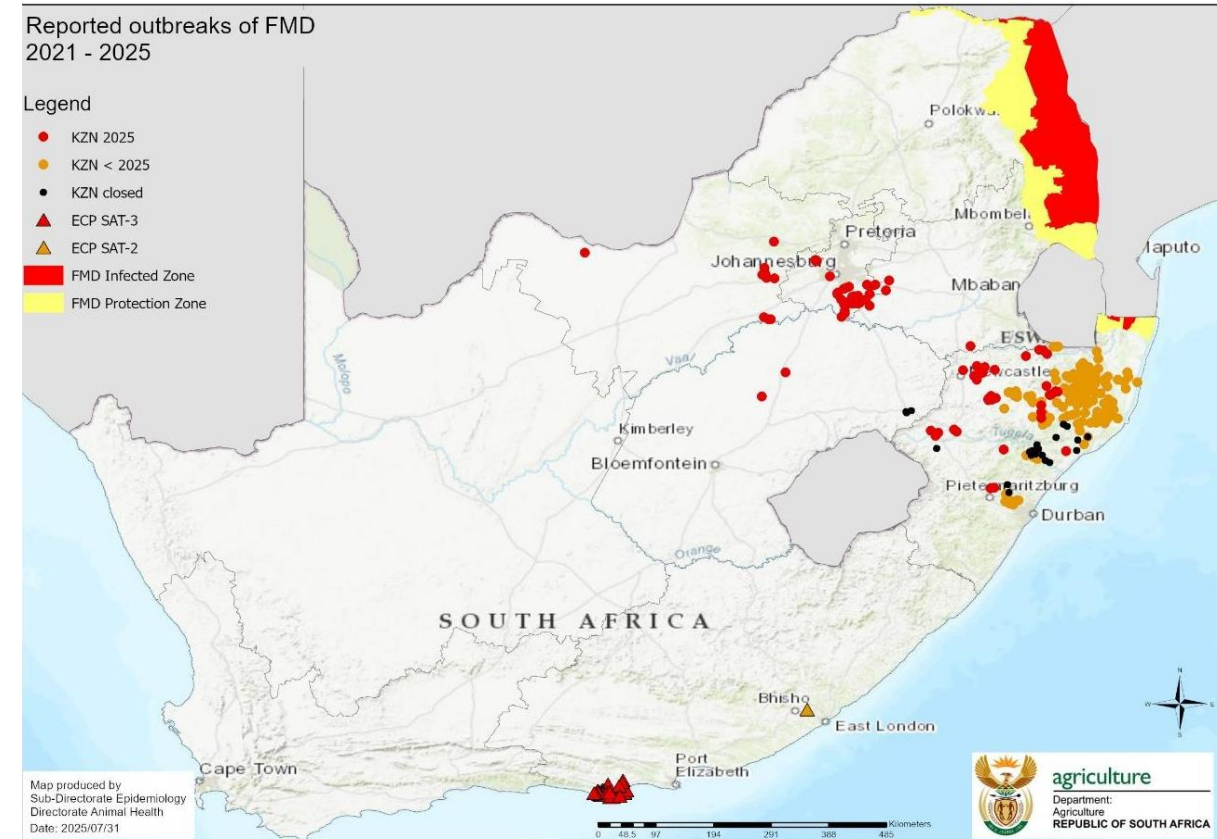 Reported outbreaks of FMD
2021 - 2025
Legend
KZN 2025
KZN < 2025
KZN closed
ECP SAT-3
ECP SAT-2
FMD Infected Zone
FMD Protection Zone
Polokw
Mbombel
Pretoria
Johannesburg
laputo
Mbaban
ESW
Molopo
Vaal
Newcastle
Kimberley
Tugela
Bloemfontein
Pietermaritzburg
Durban
Orange
SOUTH AFRICA
Bhisho
East London
Port
Elizabeth
Cape Town
Map produced by
Sub-Directorate Epidemiology
Directorate Animal Health
Date: 2025/07/31
Kilometers
0 48.5 97 194 291 388 485
N
W E
S
agriculture
Department:
Agriculture
REPUBLIC OF SOUTH AFRICA